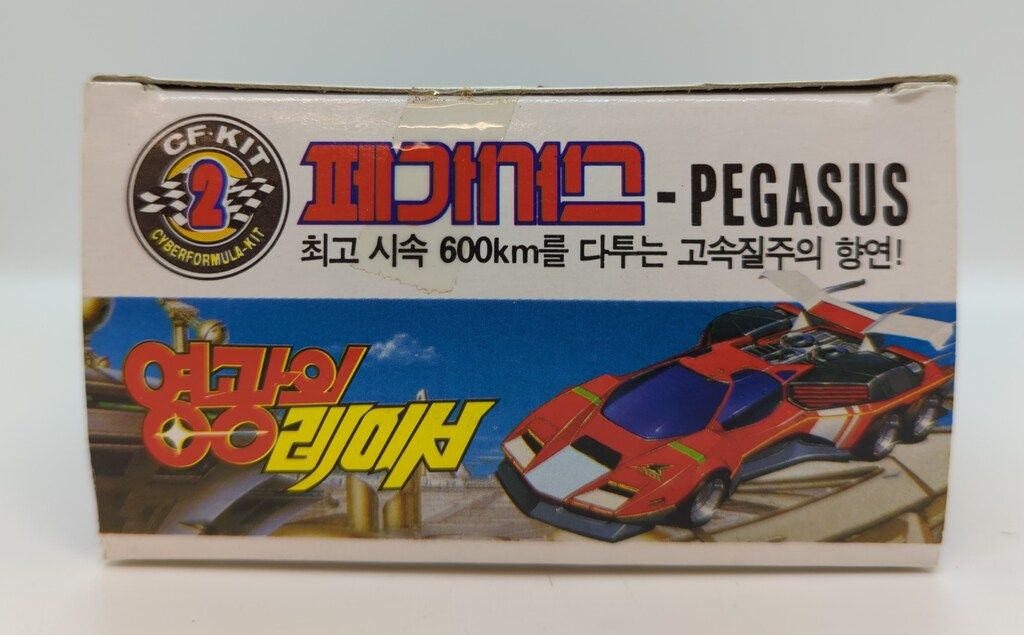 CF·KIT
2
CYBERFORMULA-KIT
페가써스 - PEGASUS
최고 시속 600km를 다투는 고속질주의 향연!
영광의
레이서